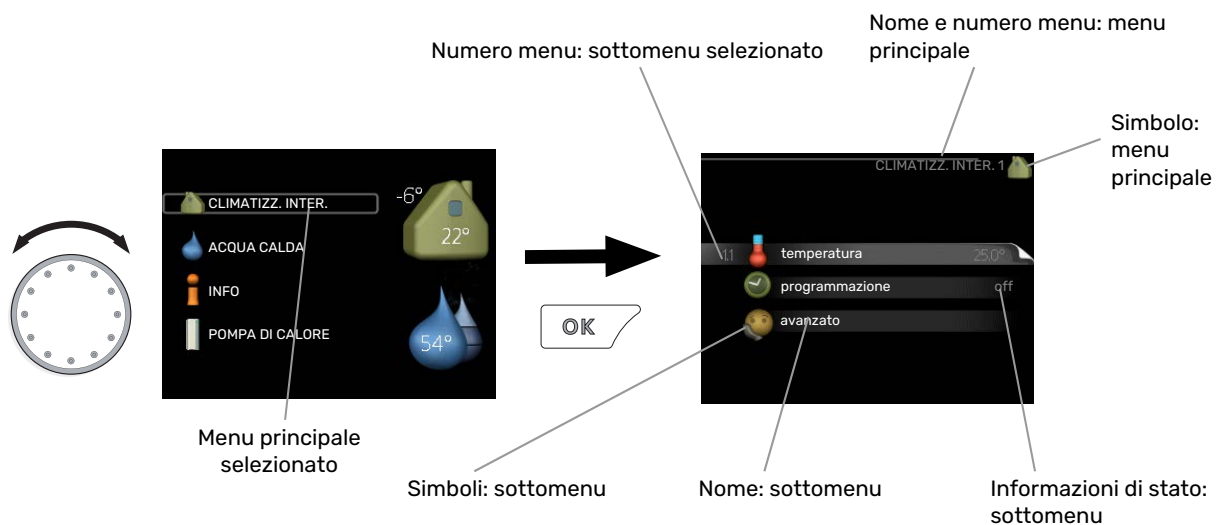 Nome e numero menu: menu
principale
Numero menu: sottomenu selezionato
Simbolo:
menu
principale
CLIMATIZZ. INTER.
-6°
22°
ACQUA CALDA
INFO
POMPA DI CALORE
54°
OK
CLIMATIZZ. INTER. 1
1.1 temperatura 25.0°
programmazione off
avanzato
Menu principale
selezionato
Simboli: sottomenu
Nome: sottomenu
Informazioni di stato:
sottomenu